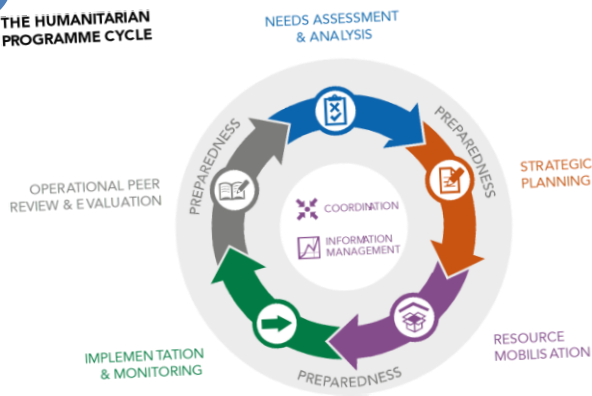 THE HUMANITARIAN
PROGRAMME CYCLE
NEEDS ASSESSMENT
& ANALYSIS
PREPAREDNESS
PREPAREDNESS
STRATEGIC
PLANNING
OPERATIONAL PEER
REVIEW & EVALUATION
COORDINATION
INFORMATION
MANAGEMENT
RESOURCE
MOBILISATION
IMPLEMENTATION
& MONITORING
PREPAREDNESS